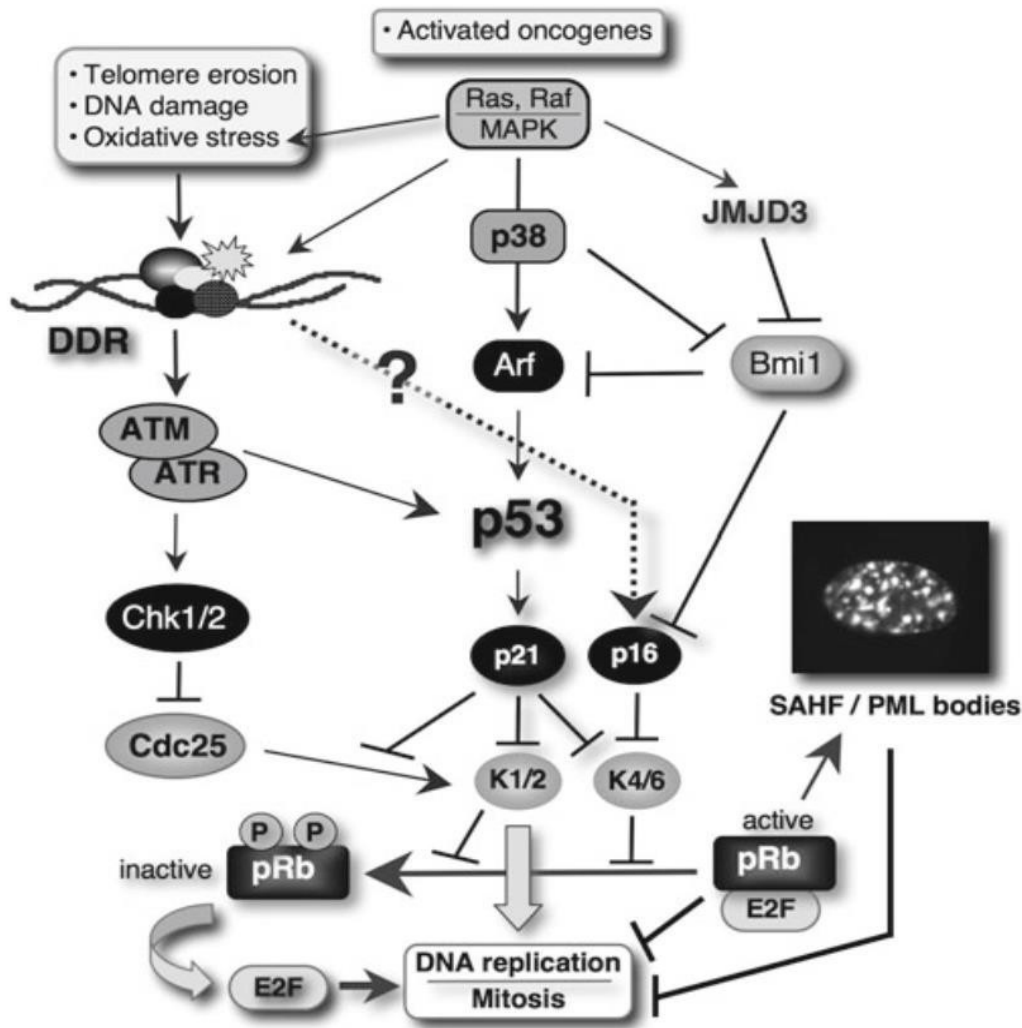 • Activated oncogenes
• Telomere erosion
• DNA damage
• Oxidative stress
Ras, Raf
MAPK
JMJD3
p38
DDR
?
Arf
Bmi1
ATM
ATR
p53
Chk1/2
p21
p16
SAHF / PML bodies
Cdc25
K1/2
K4/6
active
P
P
inactive
pRb
pRb
E2F
E2F
DNA replication
Mitosis